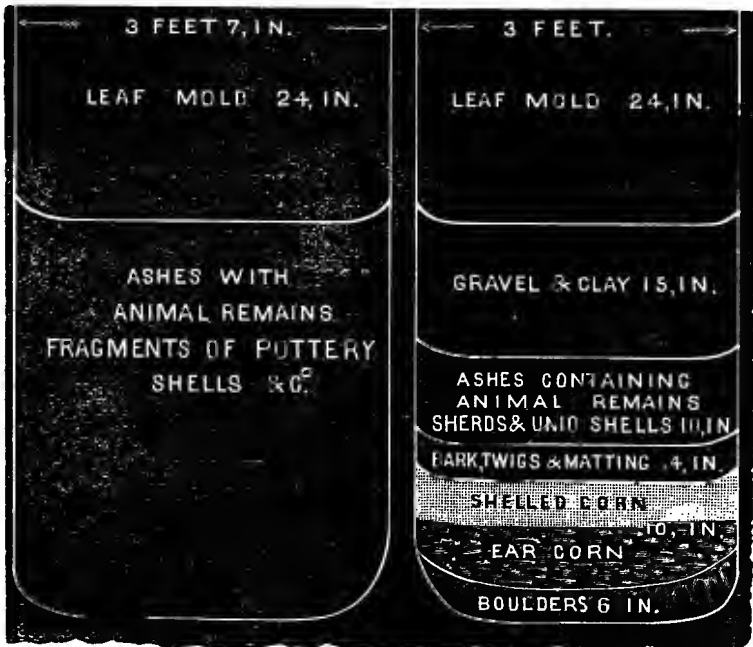 3 FEET 7, IN.
LEAF MOLD 24, IN.
ASHES WITH
ANIMAL REMAINS
FRAGMENTS OF POTTERY
SHELLS &C.
3 FEET.
LEAF MOLD 24, IN.
GRAVEL & CLAY 15, IN.
ASHES CONTAINING
ANIMAL REMAINS
SHERDS & UNIO SHELLS 10, IN
BARK, TWIGS & MATTING .4, IN.
SHELLED CORN
10, IN.
EAR CORN
BOULDERS 6 IN.